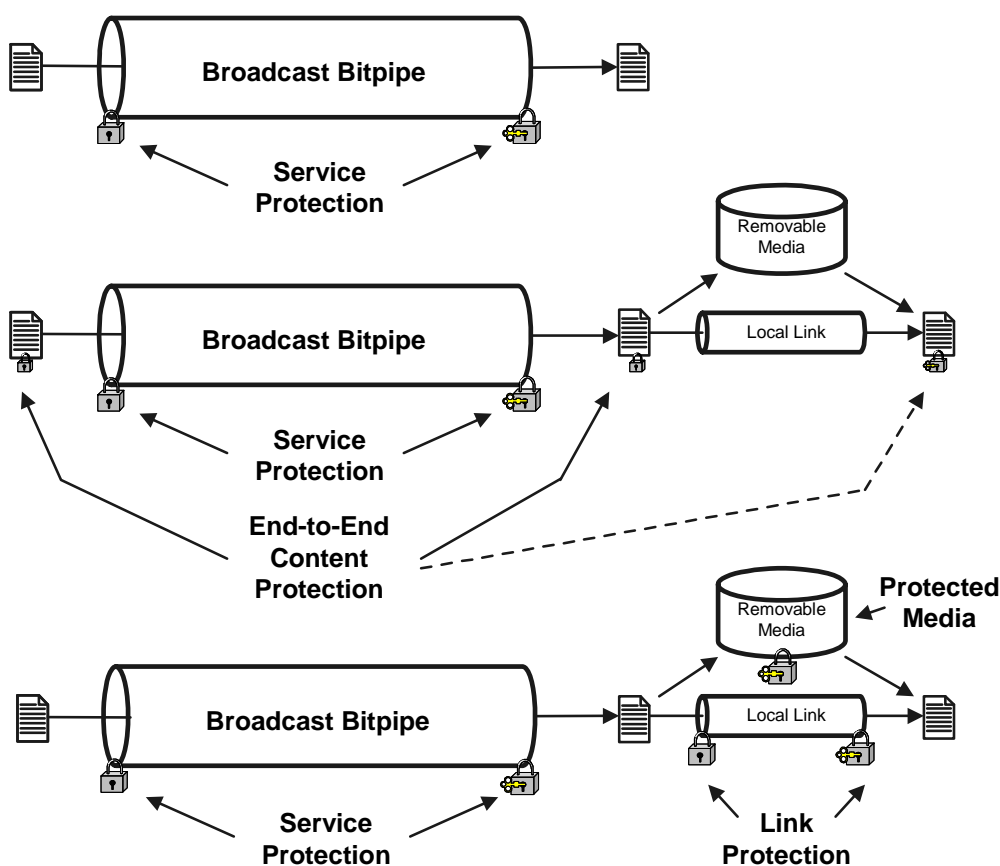 Broadcast Bitpipe
Service
Protection
Removable
Media
Broadcast Bitpipe
Local Link
Service
Protection
End-to-End
Content
Protection
Removable
Media
Protected
Media
Broadcast Bitpipe
Local Link
Service
Protection
Link
Protection